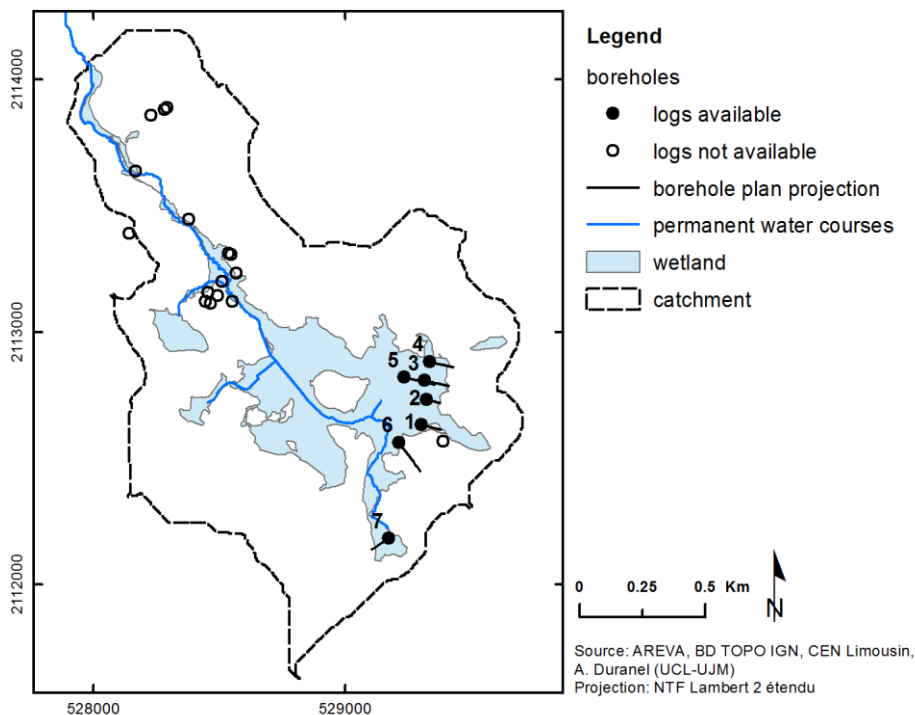 2114000
2113000
2112000
528000
529000
4
5
3
2
1
6
7
Legend
boreholes
logs available
logs not available
borehole plan projection
permanent water courses
wetland
catchment
0 0.25 0.5 Km
N
Source: AREVA, BD TOPO IGN, CEN Limousin,
A. Duranel (UCL-UJM)
Projection: NTF Lambert 2 étendu